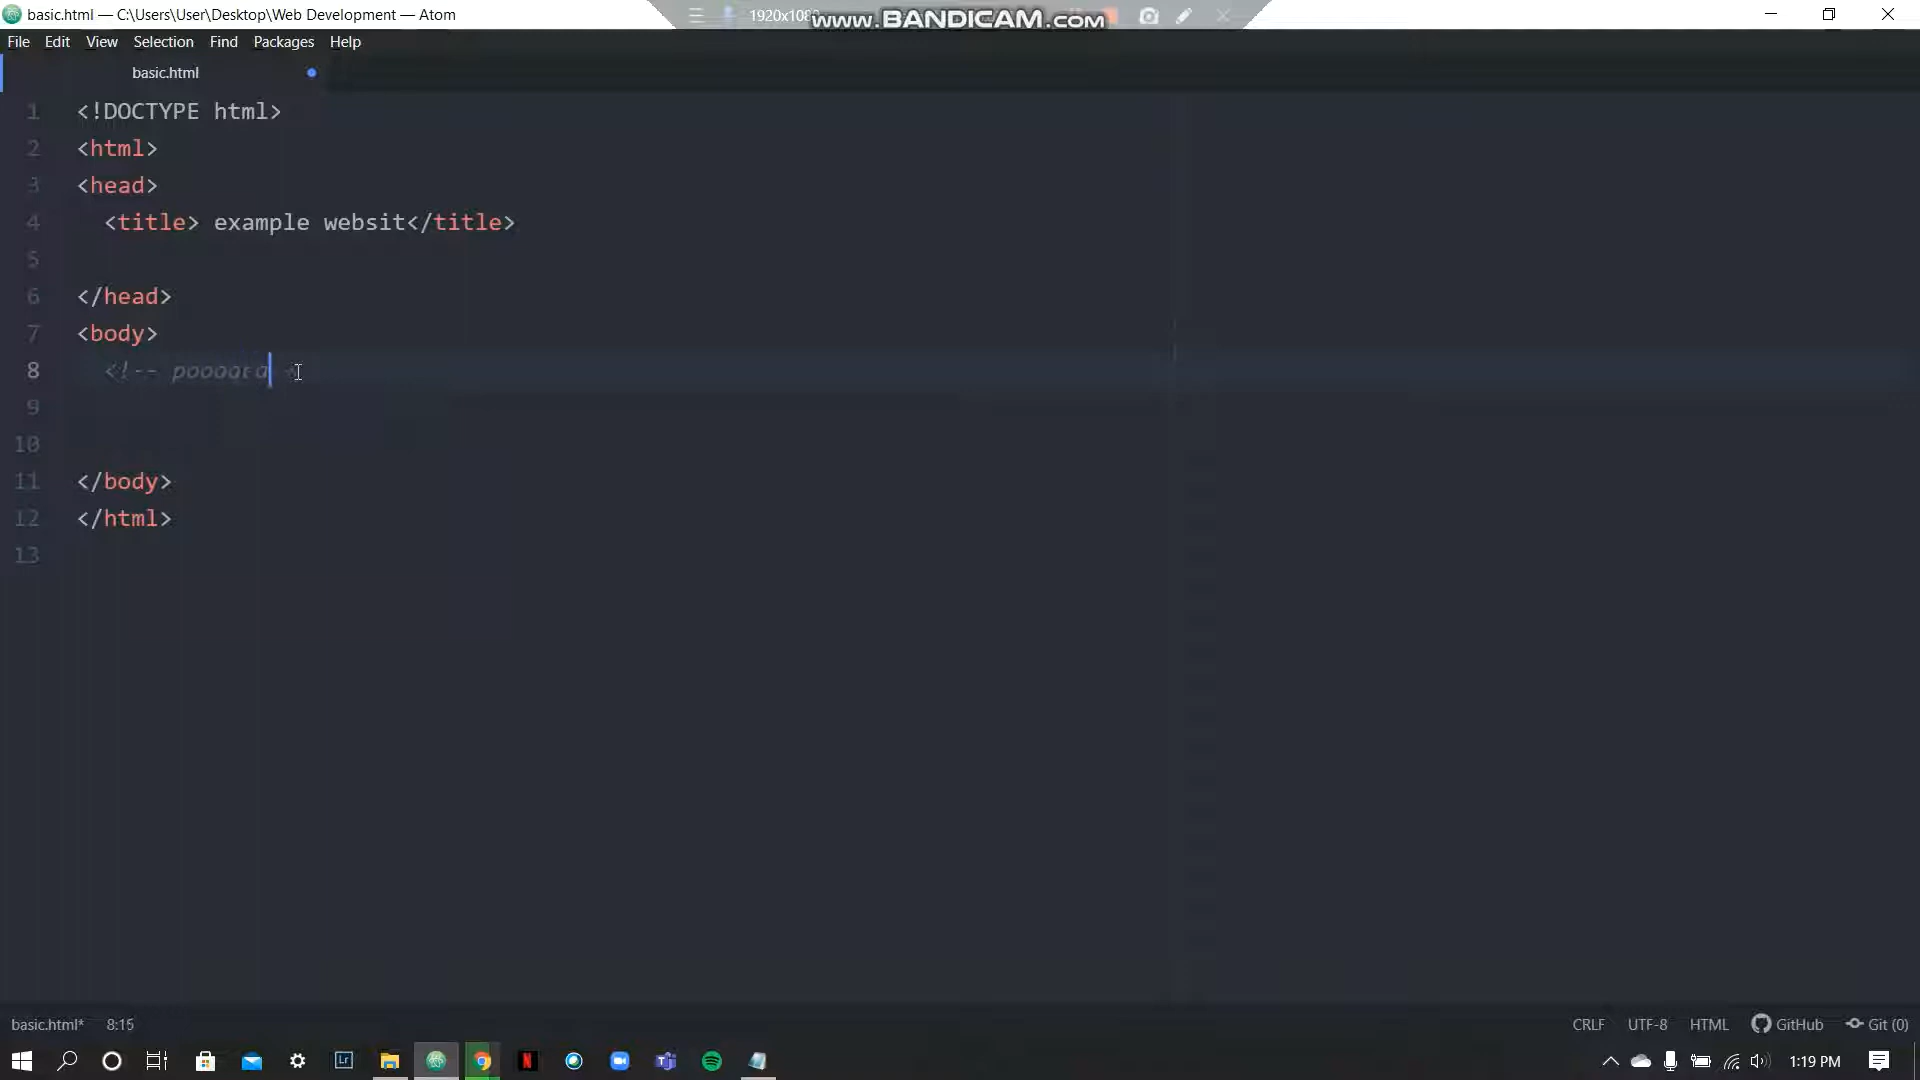 basic.html — C:\Users\User\Desktop\Web Development — Atom
www.BANDICAM.com
File Edit View Selection Find Packages Help
basic.html
1 <!DOCTYPE html>
2 <html>
3 <head>
4 <title> example websit</title>
5
6 </head>
7 <body>
8 <!--
9
10
11 </body>
12 </html>
13
basic.html* 8:15 CRLF UTF-8 HTML GitHub Git (0)
Lr 1:19 PM